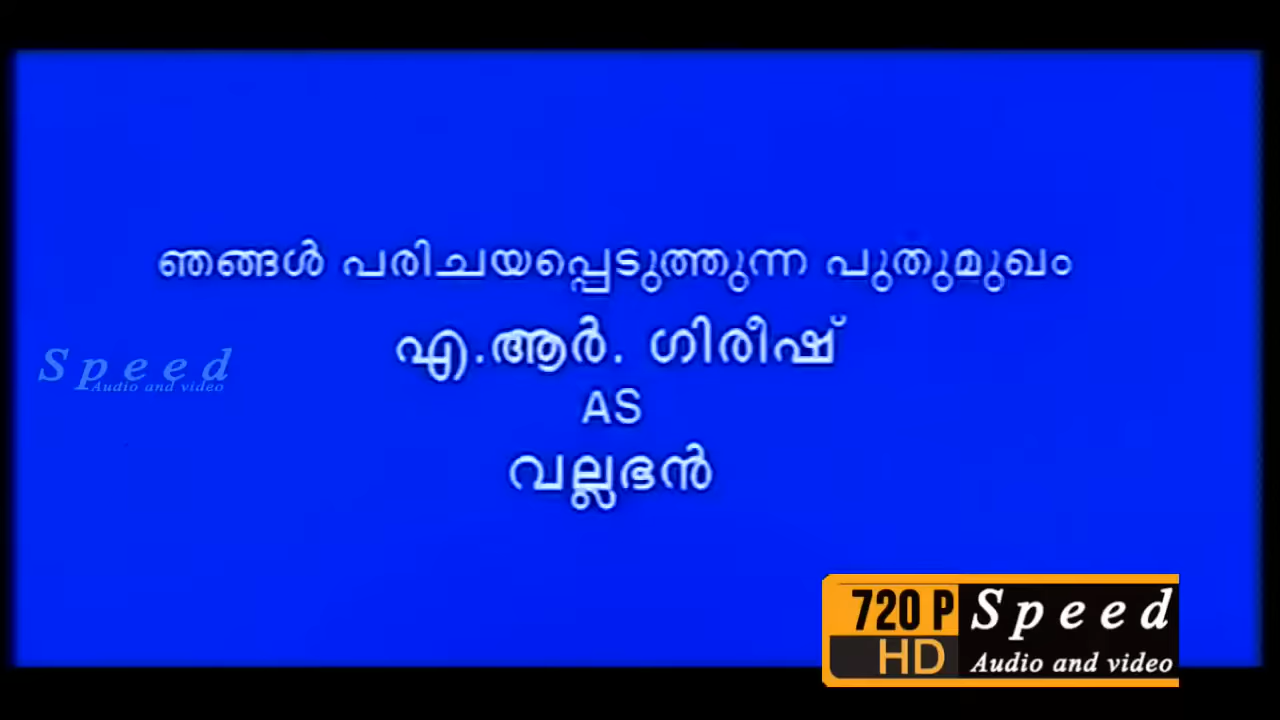 ഞങ്ങൾ പരിചയപ്പെടുത്തുന്ന പുതുമുഖം
എ.ആർ. ഗിരീഷ്
AS
വല്ലഭൻ
Speed
Audio and video
720 P
HD
Speed
Audio and video